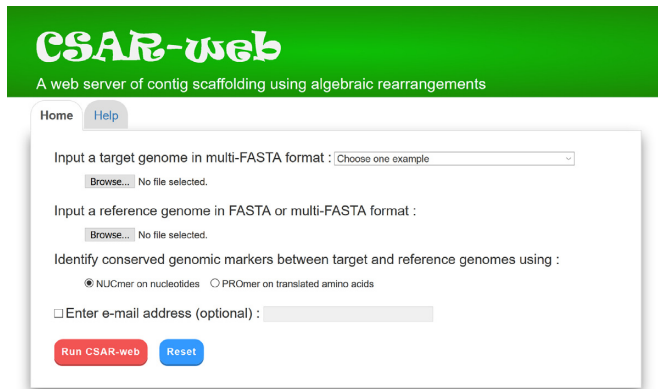 CSAR-web
A web server of contig scaffolding using algebraic rearrangements
Home Help
Input a target genome in multi-FASTA format : Choose one example
Browse... No file selected.
Input a reference genome in FASTA or multi-FASTA format :
Browse... No file selected.
Identify conserved genomic markers between target and reference genomes using :
NUCmer on nucleotides PROmer on translated amino acids
Enter e-mail address (optional) :
Run CSAR-web Reset